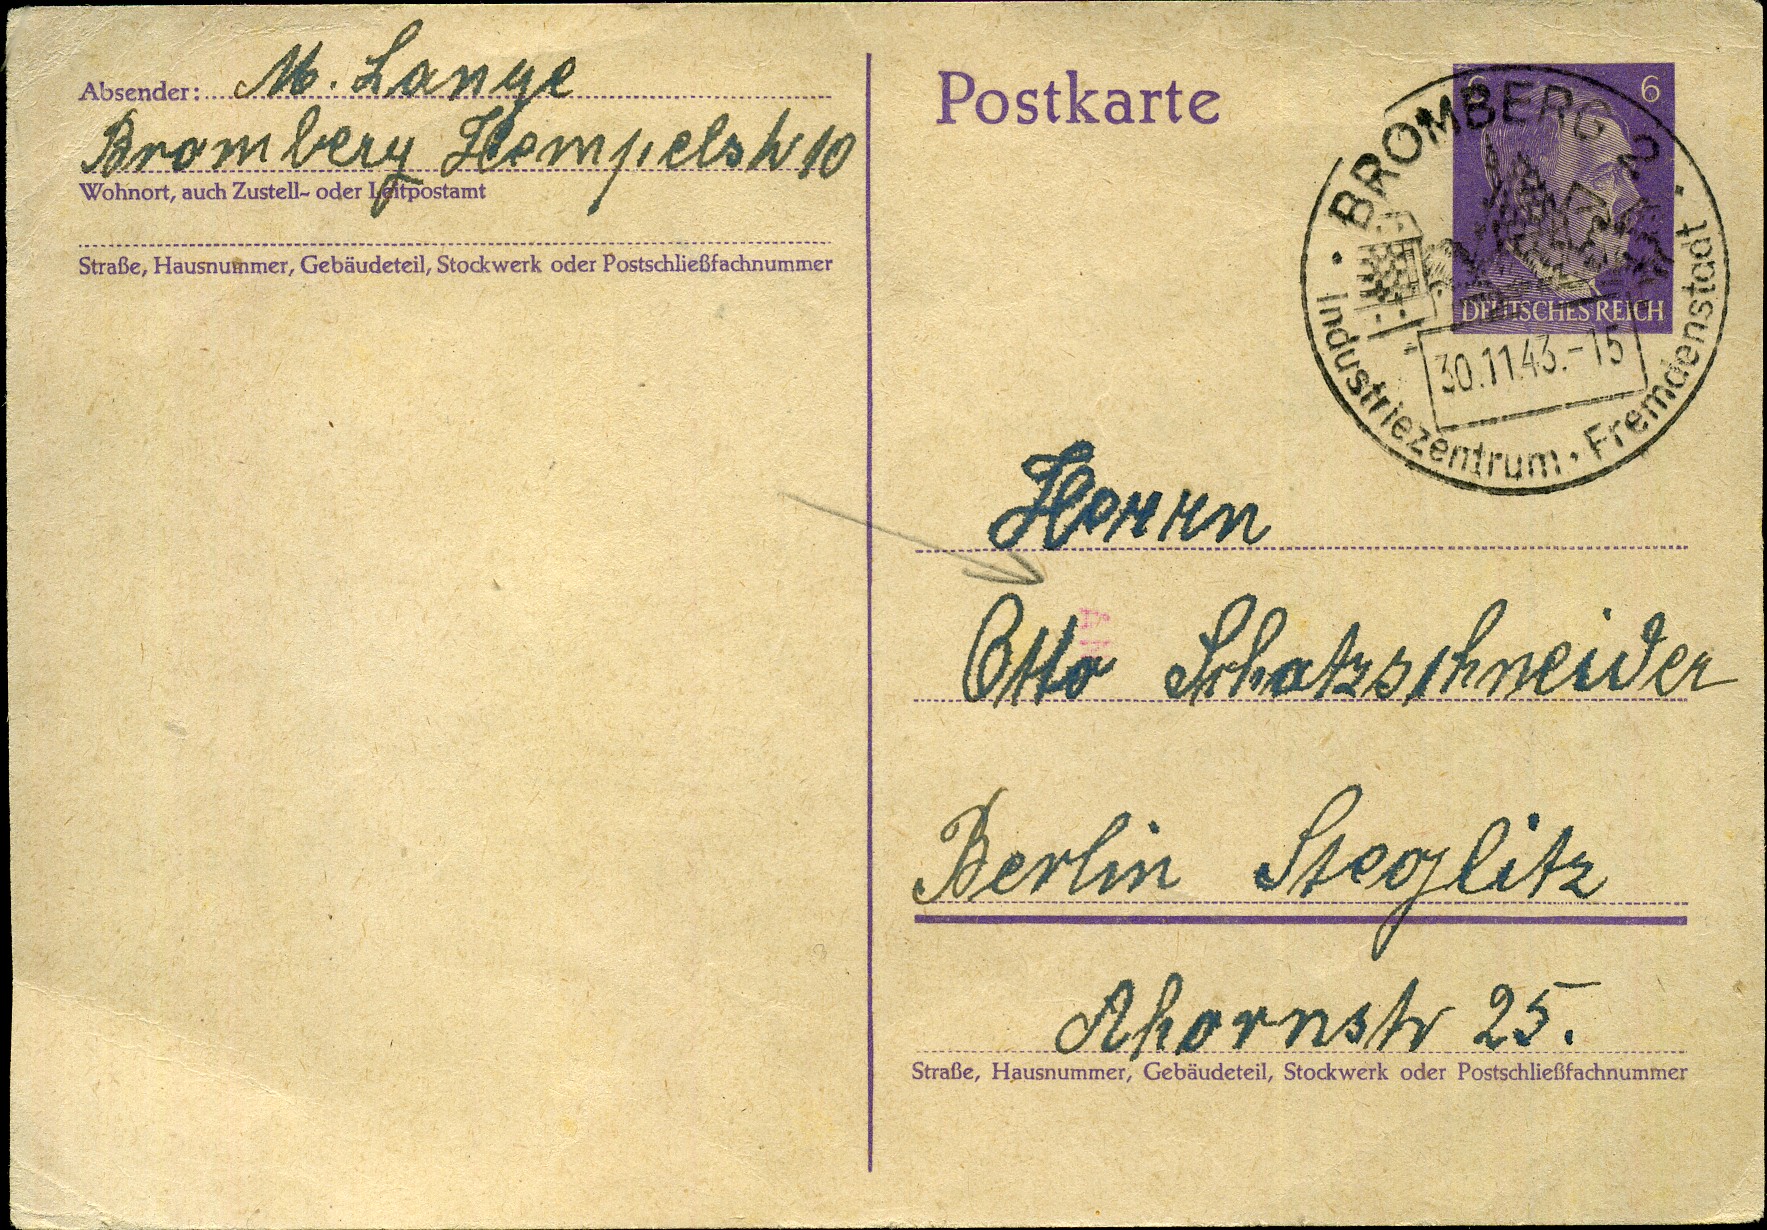 Absender: M. Lange
Bromberg Hempelstr 10
Wohnort, auch Zustell- oder Leitpostamt
Straße, Hausnummer, Gebäudeteil, Stockwerk oder Postschließfachnummer
Postkarte
6 6
DEUTSCHES REICH
BROMBERG 2
30.11.43.-15
Industriezentrum · Fremdenstadt
Herrn
Otto Schatzschneider
Berlin Steglitz
Ahornstr 25.
Straße, Hausnummer, Gebäudeteil, Stockwerk oder Postschließfachnummer